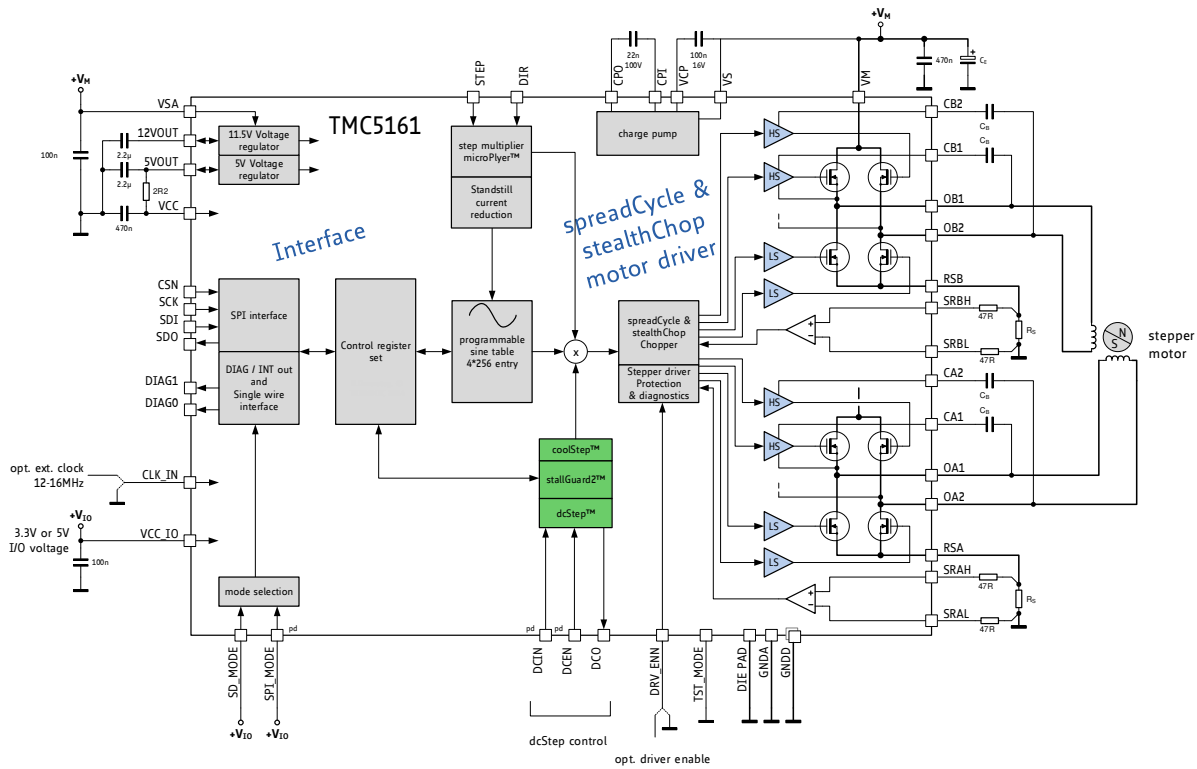 +VM
STEP
DIR
CPO
22n
100V
CPI
VCP
100n
16V
VS
VM
+VM
470n
CE
VSA
12VOUT
2.2µ
5VOUT
2.2µ
2R2
VCC
470n
100n
TMC5161
11.5V Voltage
regulator
5V Voltage
regulator
step multiplier
microPlyer™
Standstill
current
reduction
charge pump
spreadCycle &
stealthChop
motor driver
Interface
HS
HS
LS
LS
CB2
CB
CB1
CB
OB1
OB2
RSB
SRBH
47R
RS
SRBL
47R
N
S
stepper
motor
CSN
SCK
SDI
SDO
DIAG1
DIAG0
SPI interface
DIAG / INT out
and
Single wire
interface
Control register
set
programmable
sine table
4*256 entry
x
spreadCycle &
stealthChop
Chopper
Stepper driver
Protection
& diagnostics
+
−
HS
HS
LS
LS
CA2
CB
CA1
CB
OA1
OA2
RSA
SRAH
47R
RS
SRAL
47R
+
−
coolStep™
stallGuard2™
dcStep™
opt. ext. clock
12-16MHz
CLK_IN
+VIO
3.3V or 5V
I/O voltage
VCC_IO
100n
mode selection
pd
pd
pd
SD_MODE
SPI_MODE
+VIO
+VIO
DCIN
DCEN
DCO
dcStep control
DRV_ENN
opt. driver enable
TST_MODE
DIE PAD
GNDA
GNDD